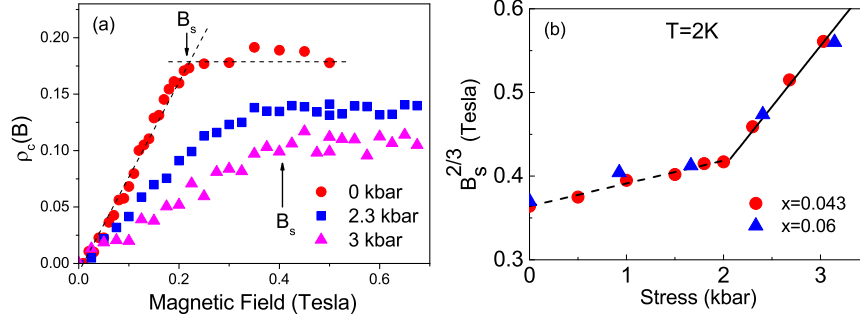 (a)
B_s
ρ_c(B)
0.20
0.15
0.10
0.05
0.00
B_s
0 kbar
2.3 kbar
3 kbar
0.0 0.2 0.4 0.6
Magnetic Field (Tesla)
(b)
T=2K
B_s^2/3 (Tesla)
0.6
0.5
0.4
0.3
x=0.043
x=0.06
0 1 2 3
Stress (kbar)